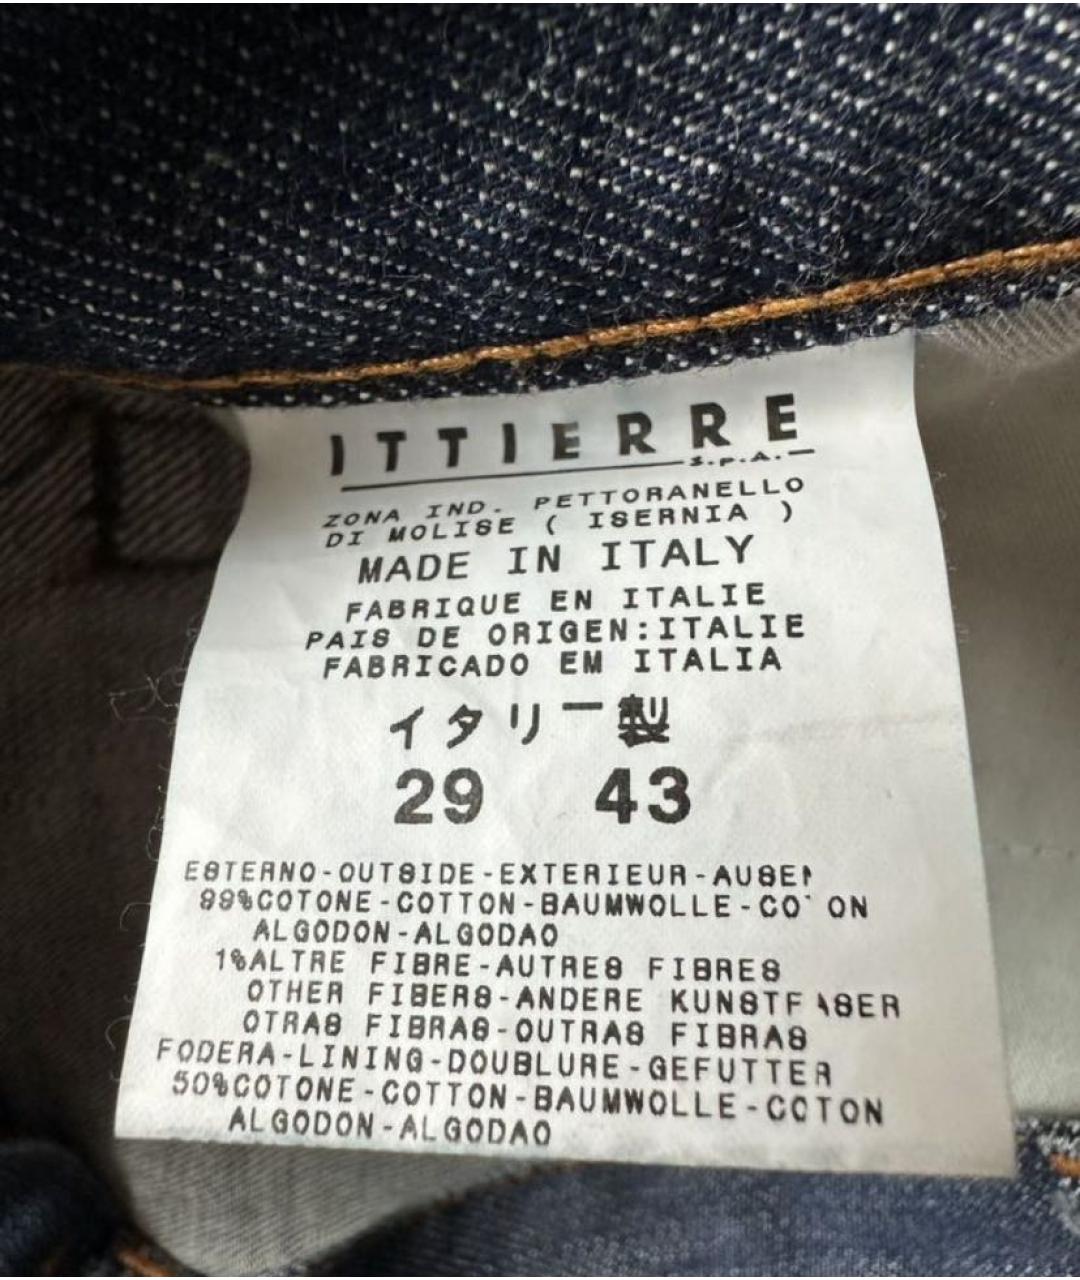 ITTIERRE
S.p.A.
ZONA IND. PETTORANELLO
DI MOLISE ( ISERNIA )
MADE IN ITALY
FABRIQUE EN ITALIE
PAIS DE ORIGEN:ITALIE
FABRICADO EM ITALIA
イタリー製
29 43
ESTERNO-OUTSIDE-EXTERIEUR-
99%COTONE-COTTON-BAUMWOLLE-
ALGODON-ALGODAO
1%ALTRE FIBRE-AUTRES FIBRES
OTHER FIBERS-ANDERE KUNSTFASER
OTRAS FIBRAS-OUTRAS FIBRAS
FODERA-LINING-DOUBLURE-GEFUTTER
50%COTONE-COTTON-BAUMWOLLE-COTON
ALGODON-ALGODAO